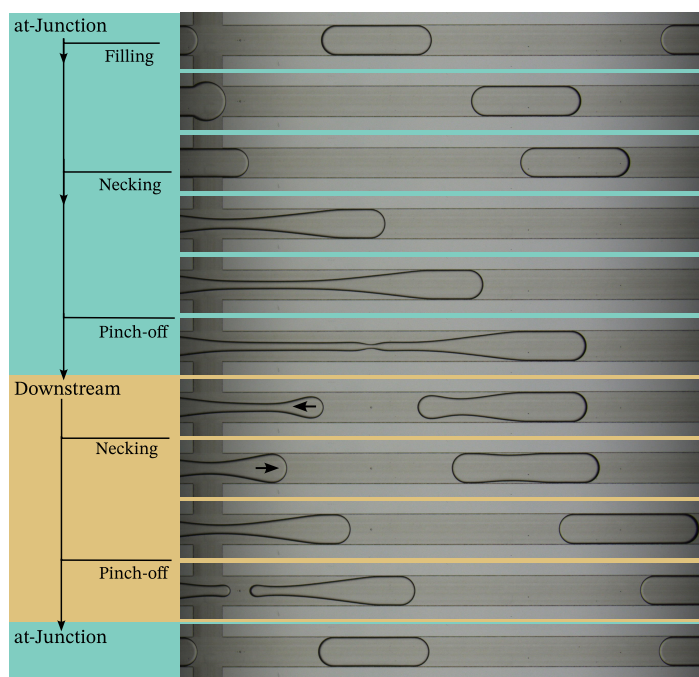 at-Junction
Filling
Necking
Pinch-off
Downstream
Necking
Pinch-off
at-Junction